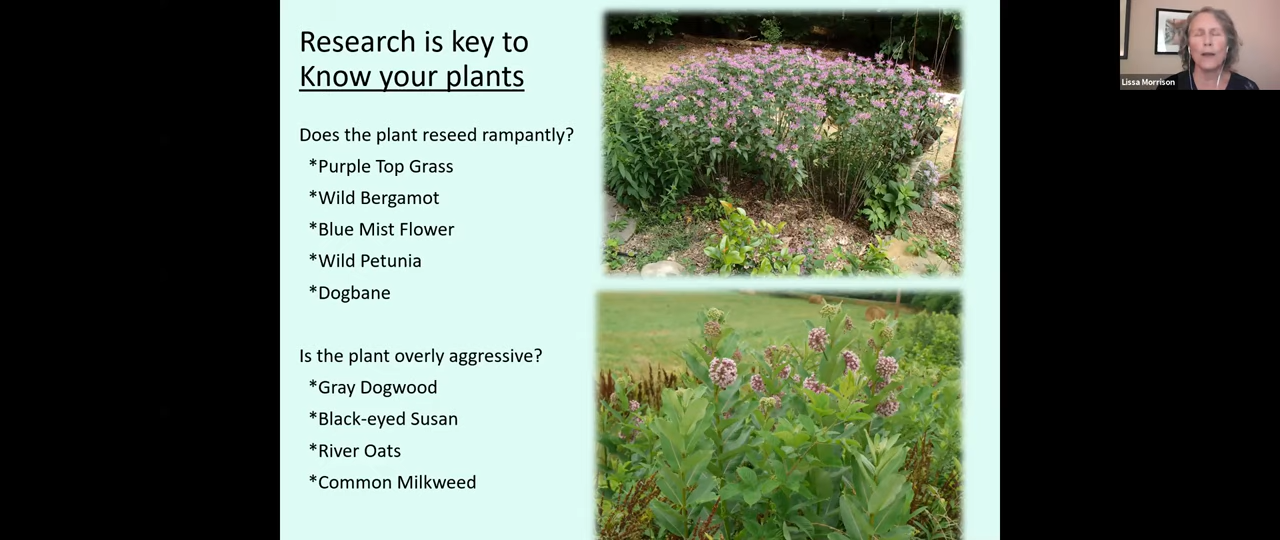 Research is key to
Know your plants
Does the plant reseed rampantly?
*Purple Top Grass
*Wild Bergamot
*Blue Mist Flower
*Wild Petunia
*Dogbane
Is the plant overly aggressive?
*Gray Dogwood
*Black-eyed Susan
*River Oats
*Common Milkweed
Lissa Morrison